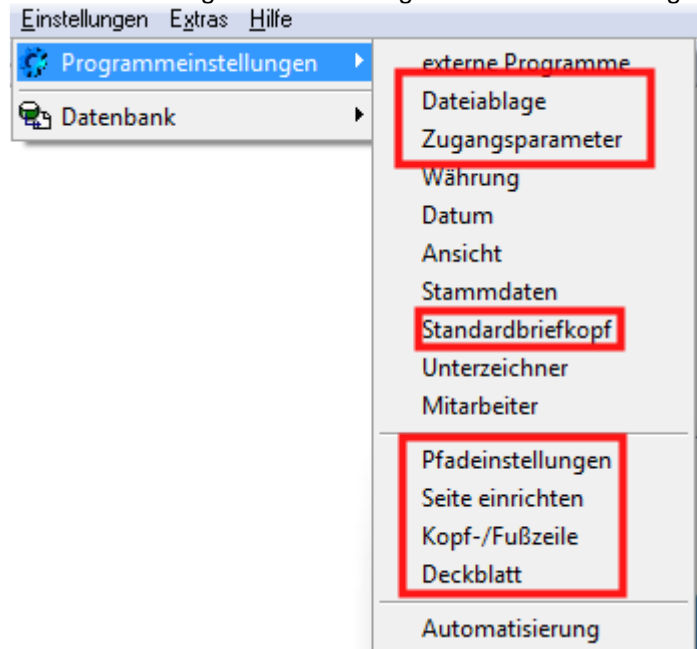 Einstellungen Extras Hilfe
Programmeinstellungen
Datenbank
externe Programme
Dateiablage
Zugangsparameter
Währung
Datum
Ansicht
Stammdaten
Standardbriefkopf
Unterzeichner
Mitarbeiter
Pfadeinstellungen
Seite einrichten
Kopf-/Fußzeile
Deckblatt
Automatisierung